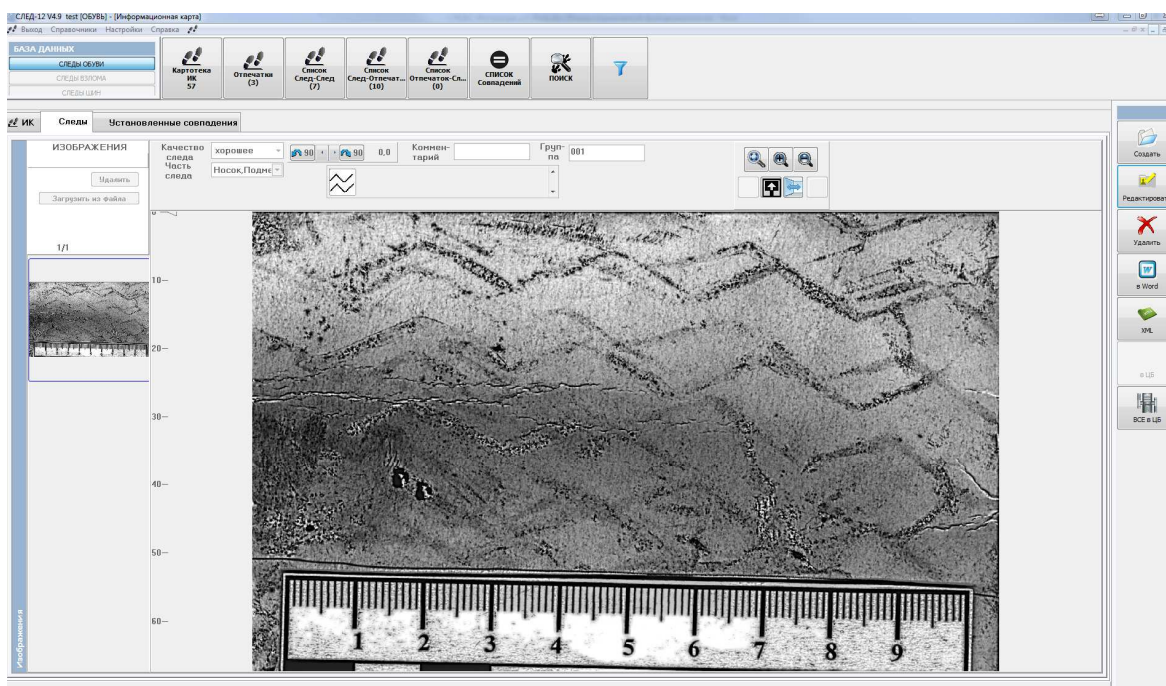 СЛЕД-12 V4.9 test [ОБУВЬ] - [Информационная карта]
Выход Справочники Настройки Справка
БАЗА ДАННЫХ
СЛЕДЫ ОБУВИ
СЛЕДЫ ВЗЛОМА
СЛЕДЫ ШИН
Картотека ИК 57
Отпечатки (3)
Список След-След (7)
Список След-Отпечат... (10)
Список Отпечаток-Сл... (0)
СПИСОК Совпадений
ПОИСК
ИК
Следы
Установленные совпадения
ИЗОБРАЖЕНИЯ
Удалить
Загрузить из файла
1/1
Качество следа
хорошее
Часть следа
Носок,Подме
90
90
0,0
Коммен-
тарий
Груп-
па
001
0
10
20
30
40
50
60
1 2 3 4 5 6 7 8 9
Изображения
Создать
Редактироват
Удалить
в Word
XML
в ЦБ
ВСЕ в ЦБ